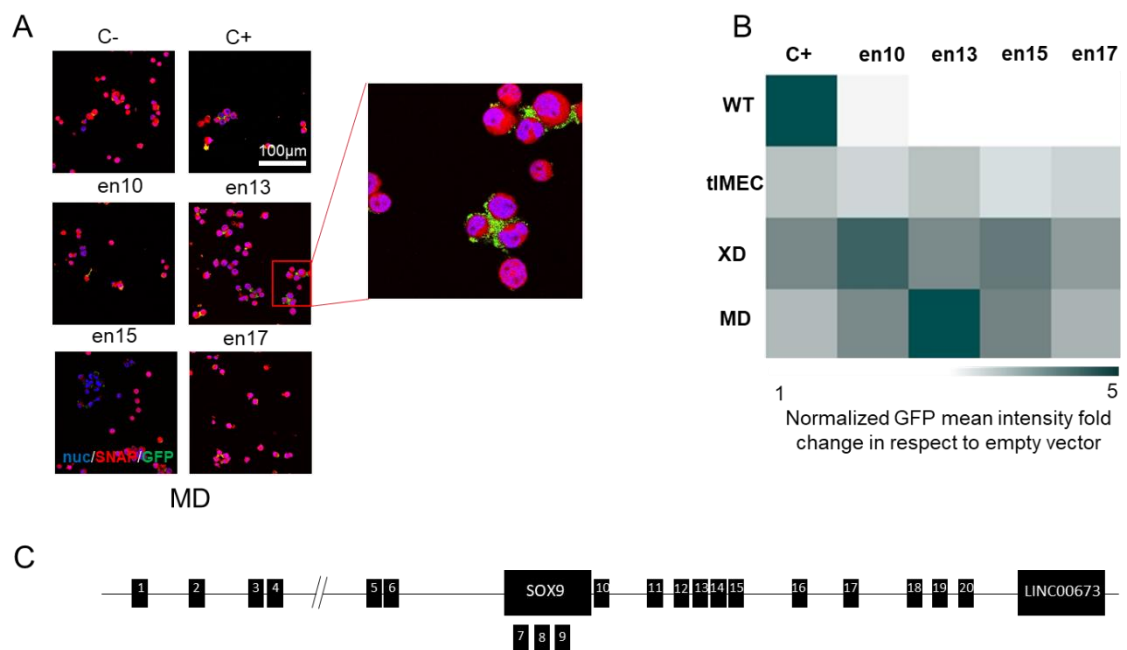 A
C-
C+
100µm
en10
en13
en15
en17
nuc/SNAP/GFP
MD
B
C+ en10 en13 en15 en17
WT
tIMEC
XD
MD
1 5
Normalized GFP mean intensity fold
change in respect to empty vector
C
1 2 3 4 // 5 6 SOX9 10 11 12 13 14 15 16 17 18 19 20 LINC00673
7 8 9